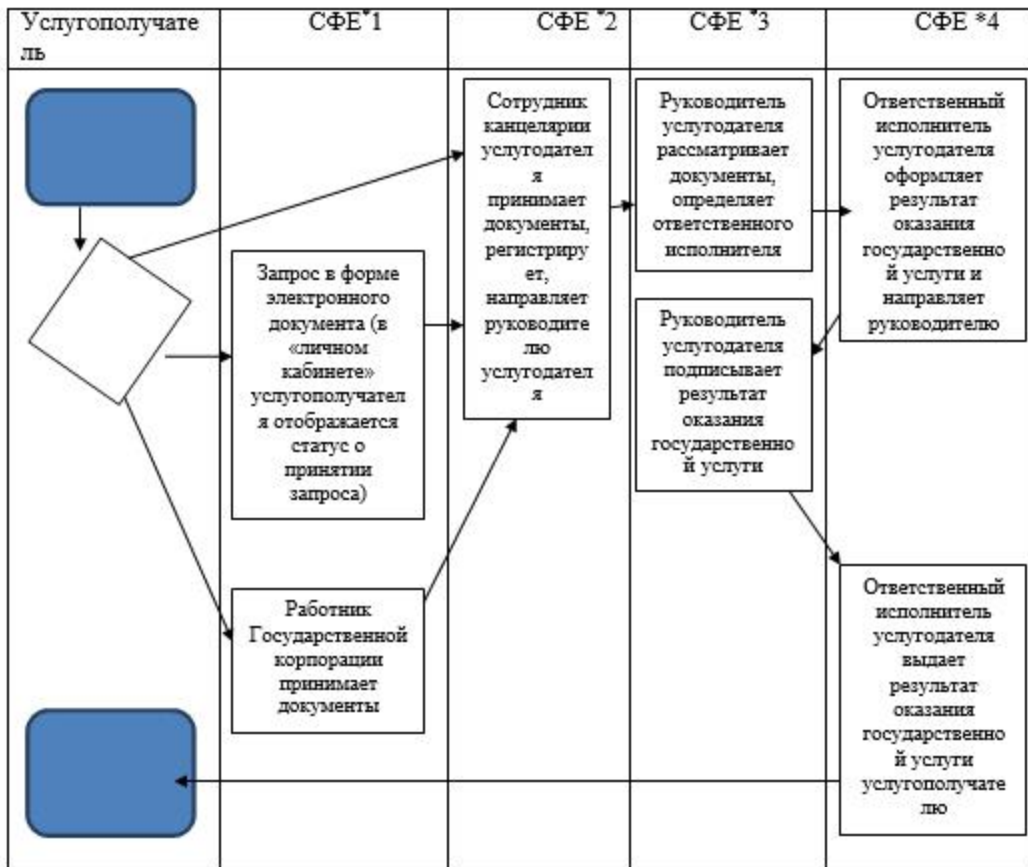 Услугополучате
ль
СФЕ*1
СФЕ *2
СФЕ *3
СФЕ *4
Запрос в форме
электронного
документа (в
«личном
кабинете»
услугополучател
я отображается
статус о
принятии
запроса)
Работник
Государственной
корпорации
принимает
документы
Сотрудник
канцелярии
услугодател
я
принимает
документы,
регистриру
ет,
направляет
руководите
лю
услугодател
я
Руководитель
услугодателя
рассматривает
документы,
определяет
ответственного
исполнителя
Руководитель
услугодателя
подписывает
результат
оказания
государственно
й услуги
Ответственный
исполнитель
услугодателя
оформляет
результат
оказания
государственно
й услуги и
направляет
руководителю
Ответственный
исполнитель
услугодателя
выдает
результат
оказания
государственно
й услуги
услугополучате
лю